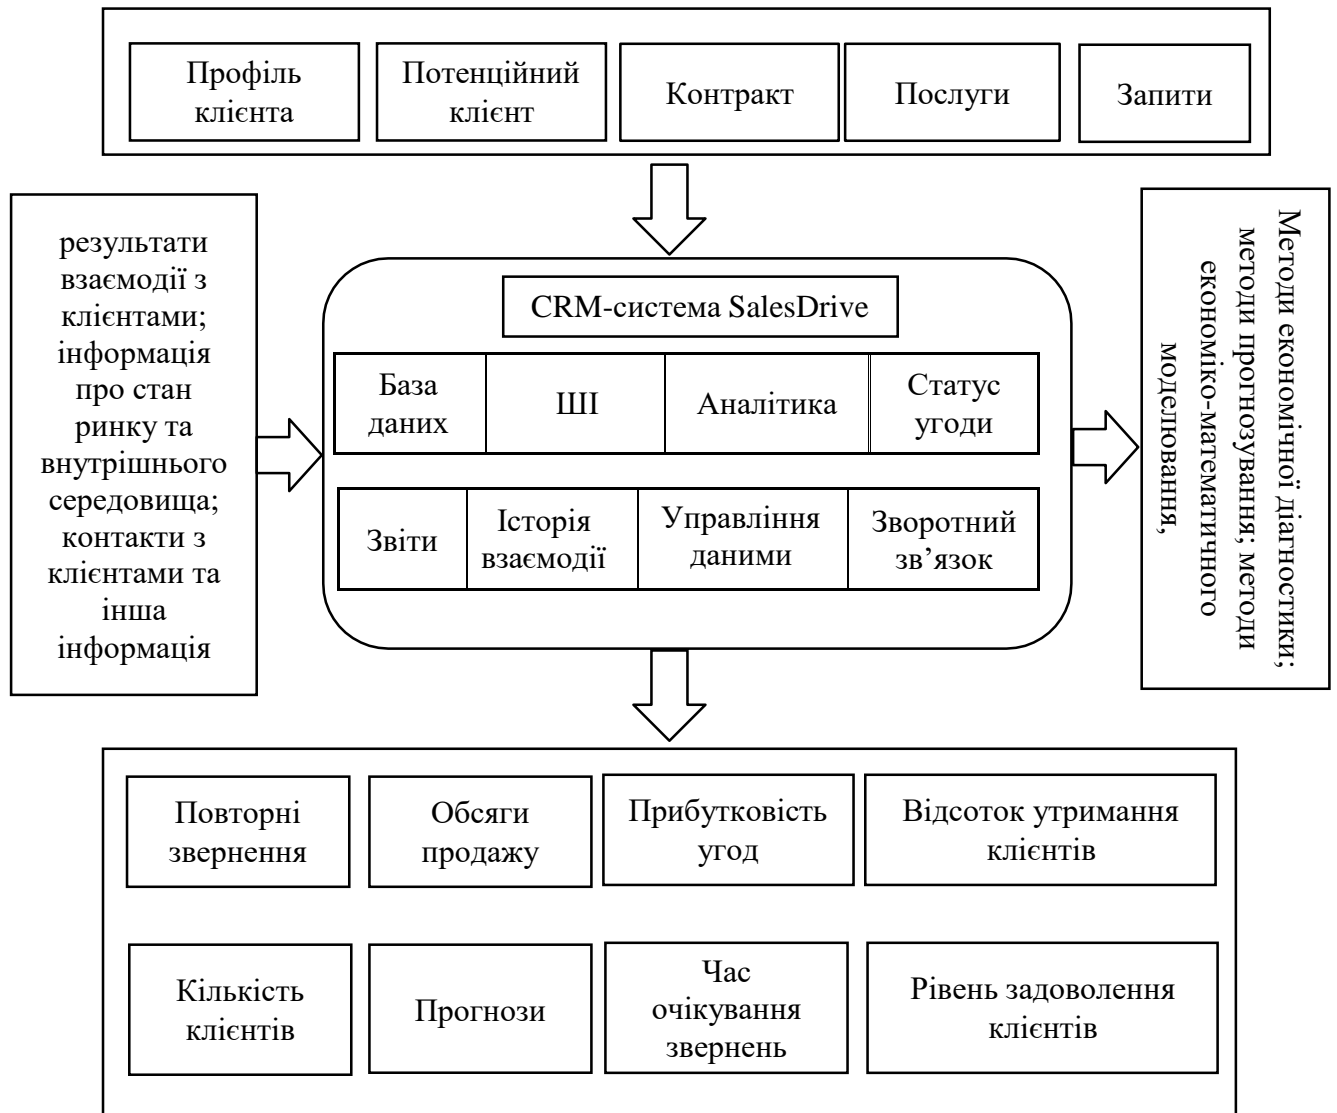 Профіль
клієнта
Потенційний
клієнт
Контракт
Послуги
Запити
результати
взаємодії з
клієнтами;
інформація
про стан
ринку та
внутрішнього
середовища;
контакти з
клієнтами та
інша
інформація
CRM-система SalesDrive
База
даних
ШІ
Аналітика
Статус
угоди
Звіти
Історія
взаємодії
Управління
даними
Зворотний
зв’язок
Методи економічної діагностики;
методи прогнозування; методи
економіко-математичного
моделювання,
Повторні
звернення
Обсяги
продажу
Прибутковість
угод
Відсоток утримання
клієнтів
Кількість
клієнтів
Прогнози
Час
очікування
звернень
Рівень задоволення
клієнтів